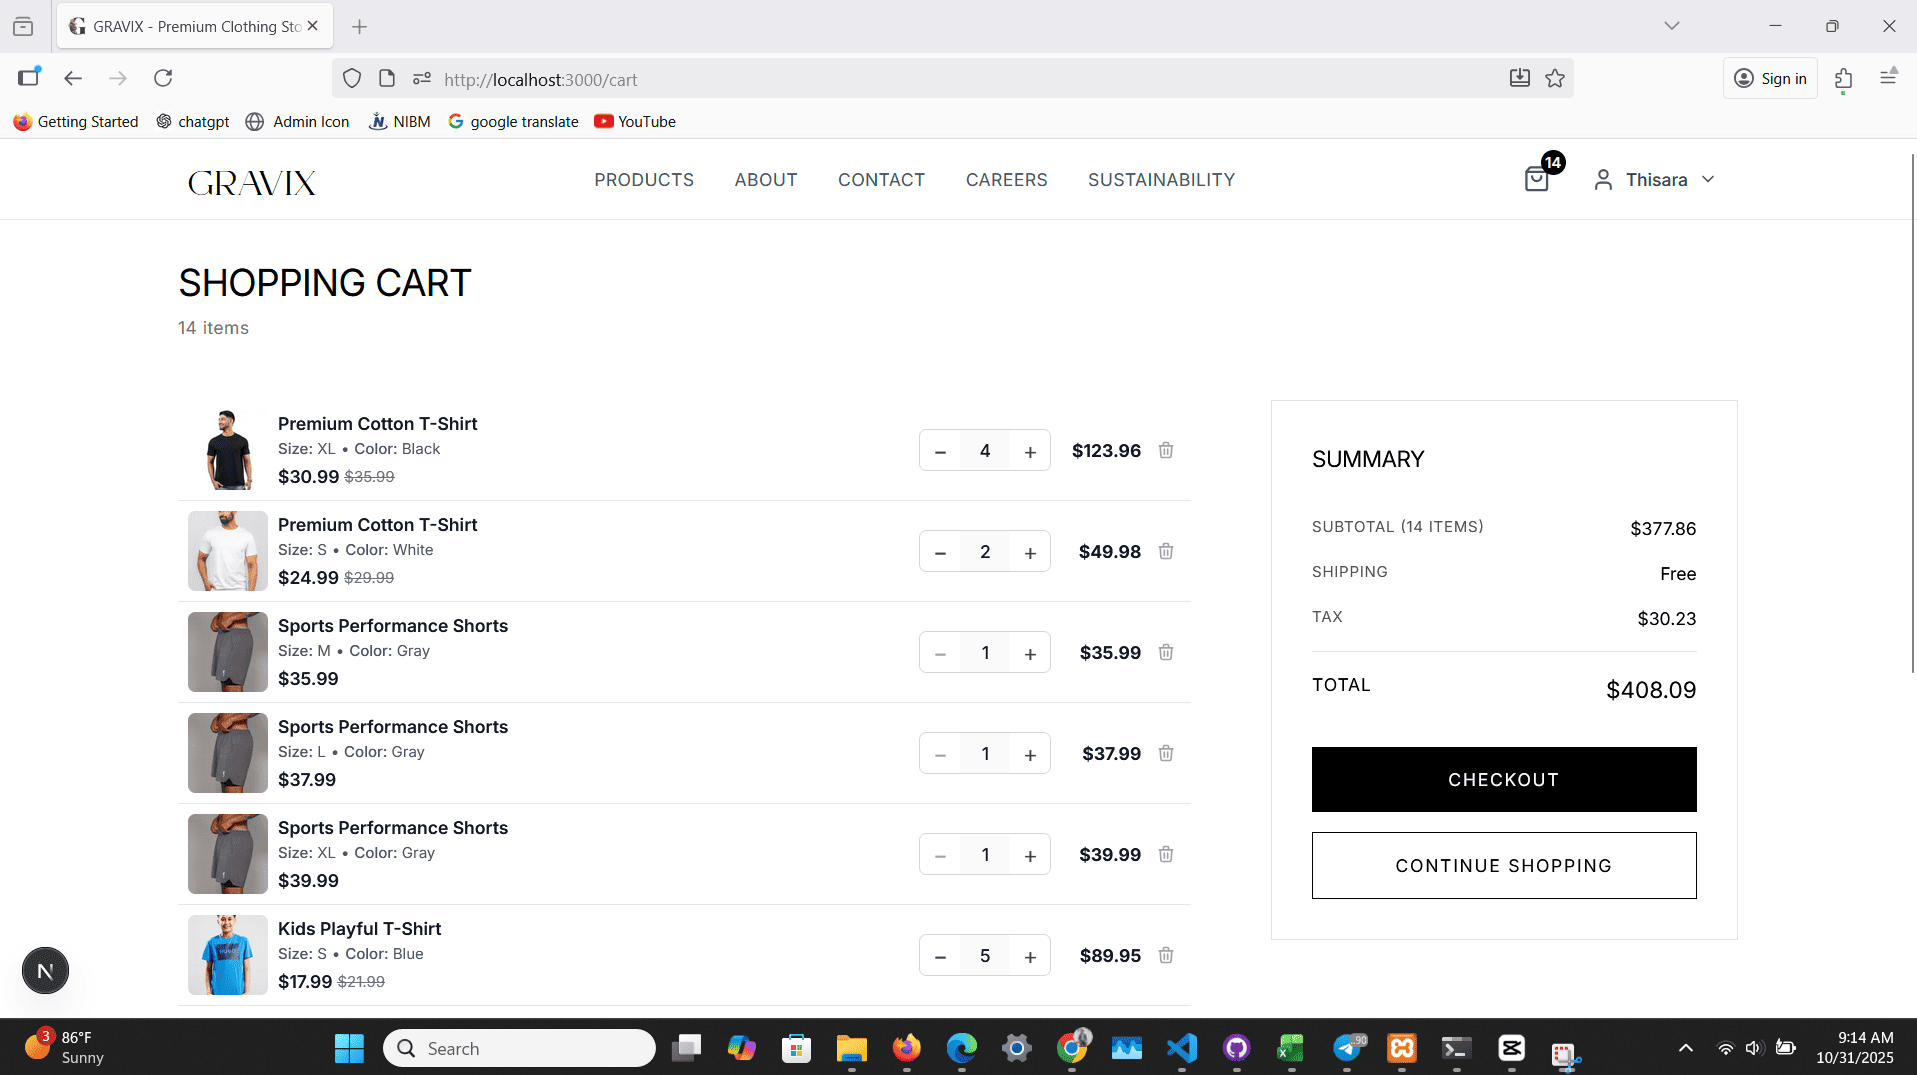 GRAVIX - Premium Clothing Sto
http://localhost:3000/cart
Sign in
Getting Started
chatgpt
Admin Icon
NIBM
google translate
YouTube
GRAVIX
PRODUCTS
ABOUT
CONTACT
CAREERS
SUSTAINABILITY
14
Thisara
SHOPPING CART
14 items
Premium Cotton T-Shirt
Size: XL • Color: Black
$30.99 $35.99
− 4 +
$123.96
Premium Cotton T-Shirt
Size: S • Color: White
$24.99 $29.99
− 2 +
$49.98
Sports Performance Shorts
Size: M • Color: Gray
$35.99
− 1 +
$35.99
Sports Performance Shorts
Size: L • Color: Gray
$37.99
− 1 +
$37.99
Sports Performance Shorts
Size: XL • Color: Gray
$39.99
− 1 +
$39.99
Kids Playful T-Shirt
Size: S • Color: Blue
$17.99 $21.99
− 5 +
$89.95
SUMMARY
SUBTOTAL (14 ITEMS) $377.86
SHIPPING Free
TAX $30.23
TOTAL $408.09
CHECKOUT
CONTINUE SHOPPING
N
3
86°F
Sunny
Search
90
9:14 AM
10/31/2025